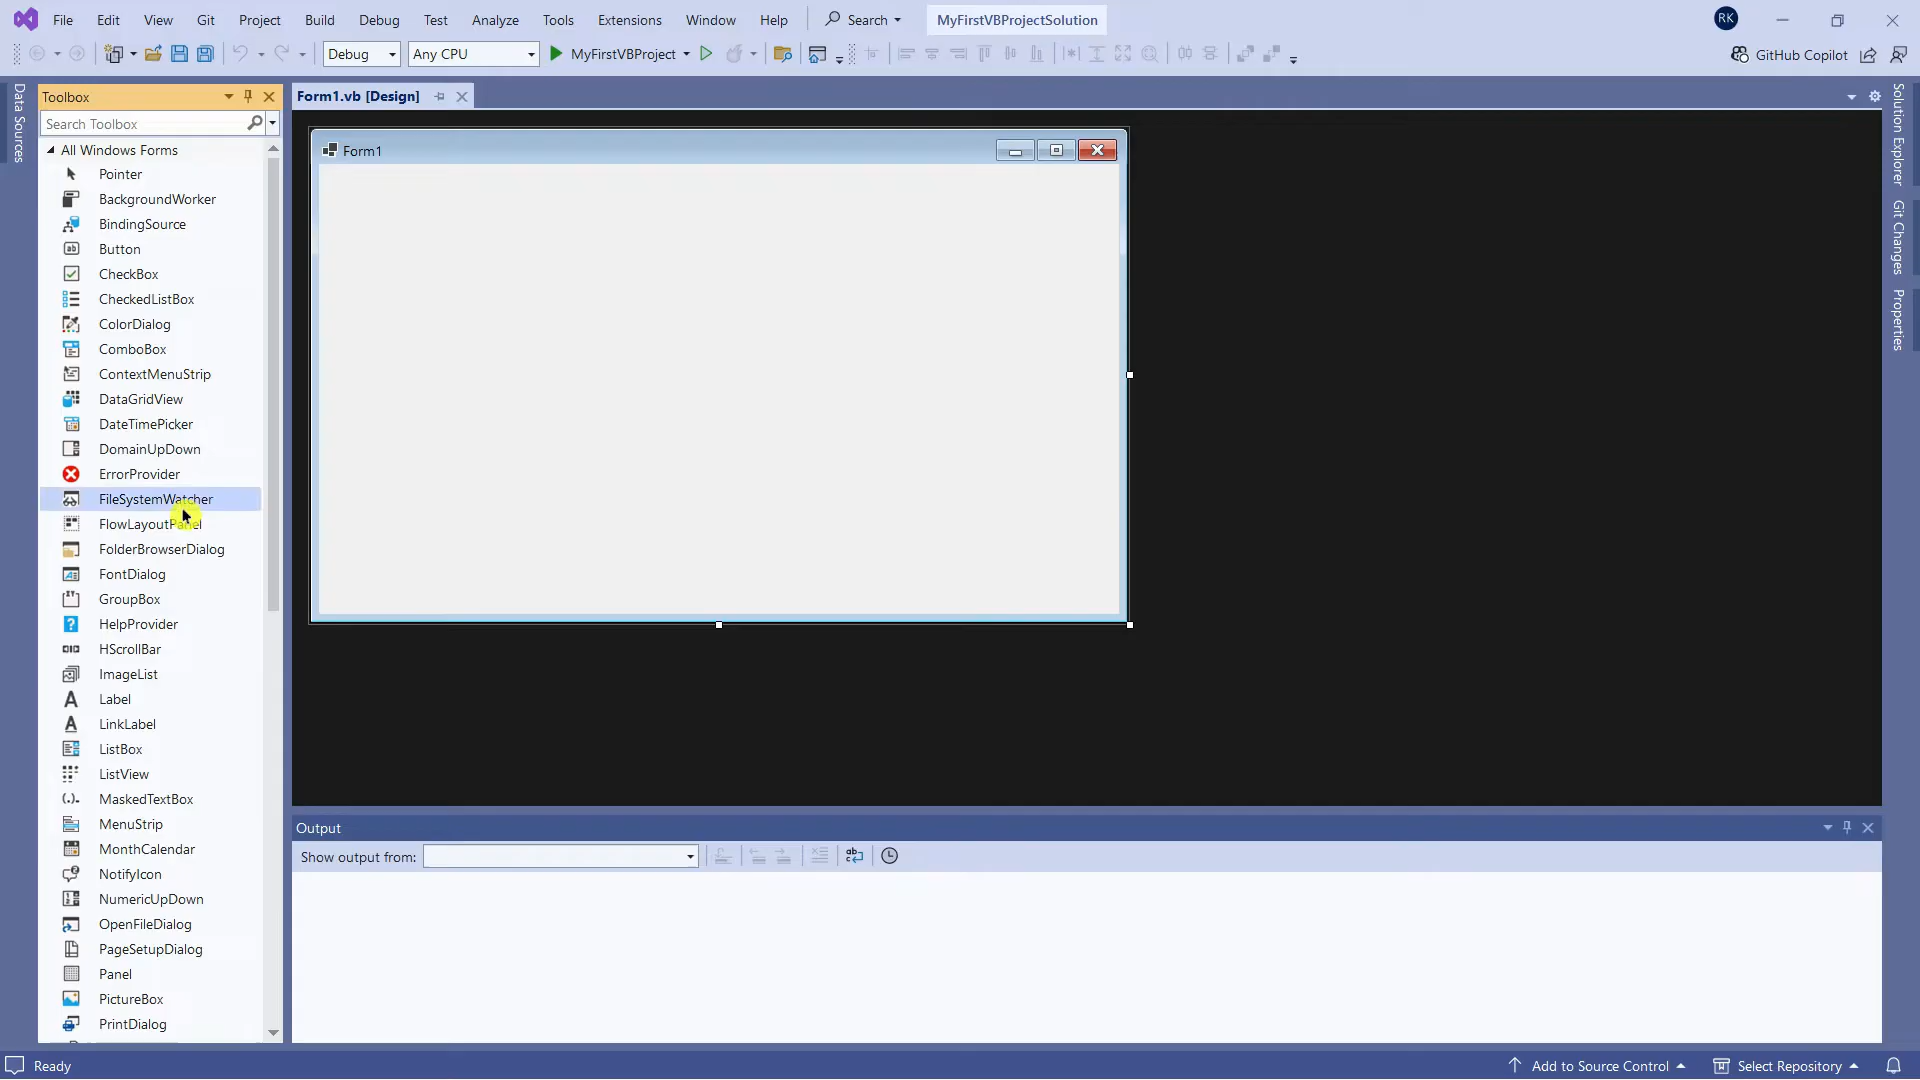 File Edit View Git Project Build Debug Test Analyze Tools Extensions Window Help Search MyFirstVBProjectSolution RK
Debug Any CPU MyFirstVBProject GitHub Copilot
Data Sources
Toolbox
Search Toolbox
All Windows Forms
Pointer
BackgroundWorker
BindingSource
Button
CheckBox
CheckedListBox
ColorDialog
ComboBox
ContextMenuStrip
DataGridView
DateTimePicker
DomainUpDown
ErrorProvider
FileSystemWatcher
FlowLayoutPanel
FolderBrowserDialog
FontDialog
GroupBox
HelpProvider
HScrollBar
ImageList
Label
LinkLabel
ListBox
ListView
MaskedTextBox
MenuStrip
MonthCalendar
NotifyIcon
NumericUpDown
OpenFileDialog
PageSetupDialog
Panel
PictureBox
PrintDialog
Form1.vb [Design]
Form1
Output
Show output from:
Solution Explorer
Git Changes
Properties
Ready Add to Source Control Select Repository